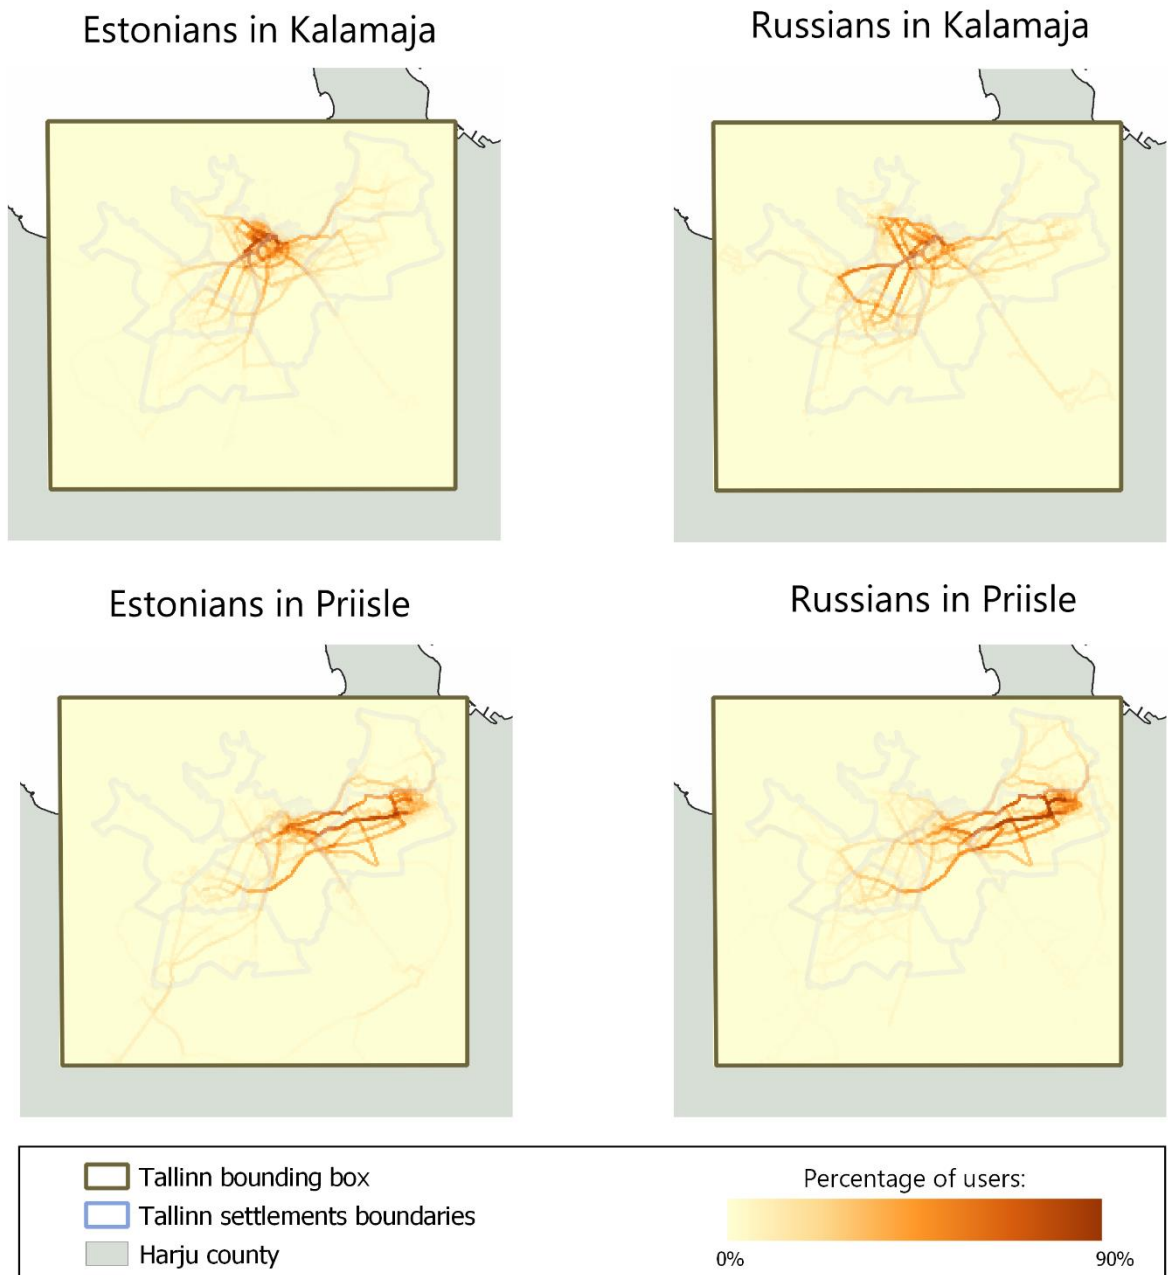 Estonians in Kalamaja
Russians in Kalamaja
Estonians in Priisle
Russians in Priisle
Tallinn bounding box
Tallinn settlements boundaries
Harju county
Percentage of users:
0%
90%